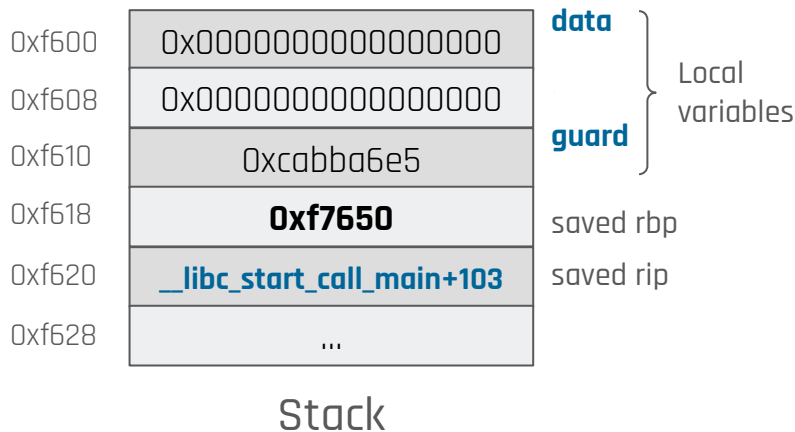 data
0xf600 0x0000000000000000
Local
0xf608 0x0000000000000000
variables
guard
0xf610 0xcabba6e5
0xf618 0xf7650 saved rbp
0xf620 __libc_start_call_main+103 saved rip
0xf628 ...
Stack